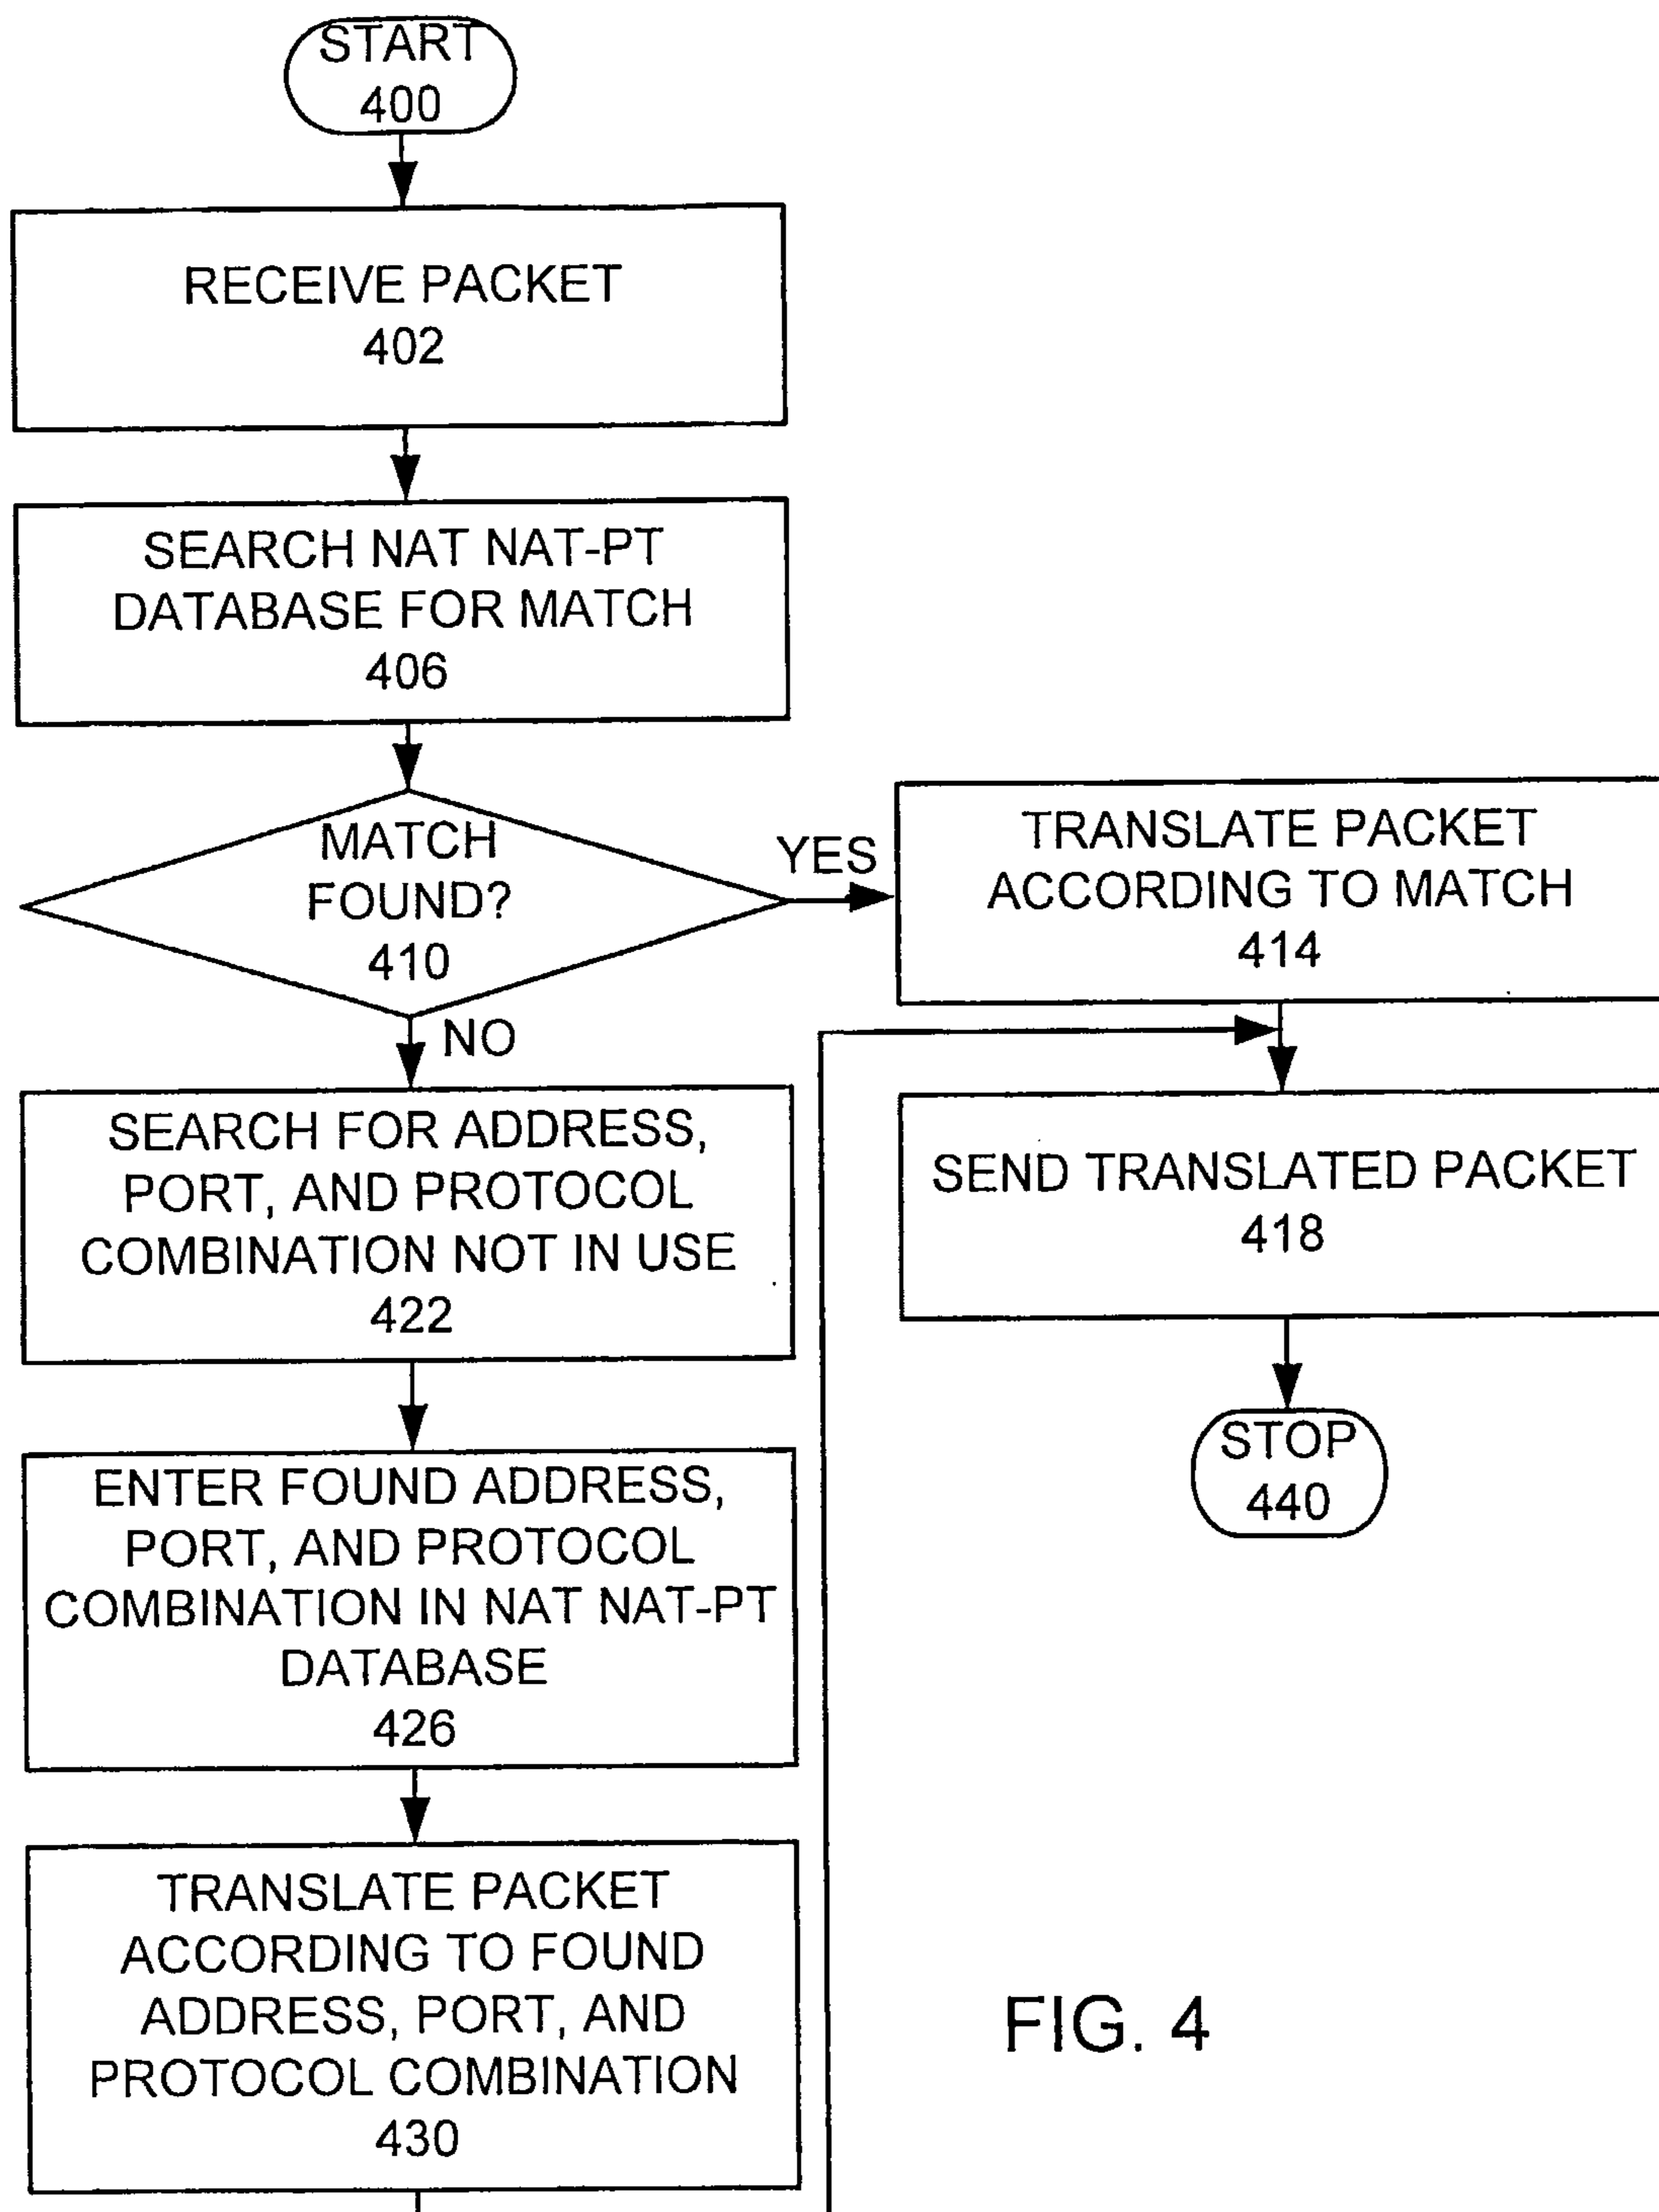 START
400
RECEIVE PACKET
402
SEARCH NAT NAT-PT
DATABASE FOR MATCH
406
MATCH
FOUND?
410
YES
TRANSLATE PACKET
ACCORDING TO MATCH
414
NO
SEARCH FOR ADDRESS,
PORT, AND PROTOCOL
COMBINATION NOT IN USE
422
SEND TRANSLATED PACKET
418
ENTER FOUND ADDRESS,
PORT, AND PROTOCOL
COMBINATION IN NAT NAT-PT
DATABASE
426
STOP
440
TRANSLATE PACKET
ACCORDING TO FOUND
ADDRESS, PORT, AND
PROTOCOL COMBINATION
430
FIG. 4